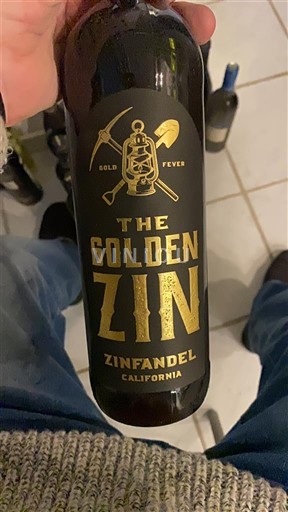 GOLD FEVER
THE
GOLDEN
ZIN
ZINFANDEL
CALIFORNIA